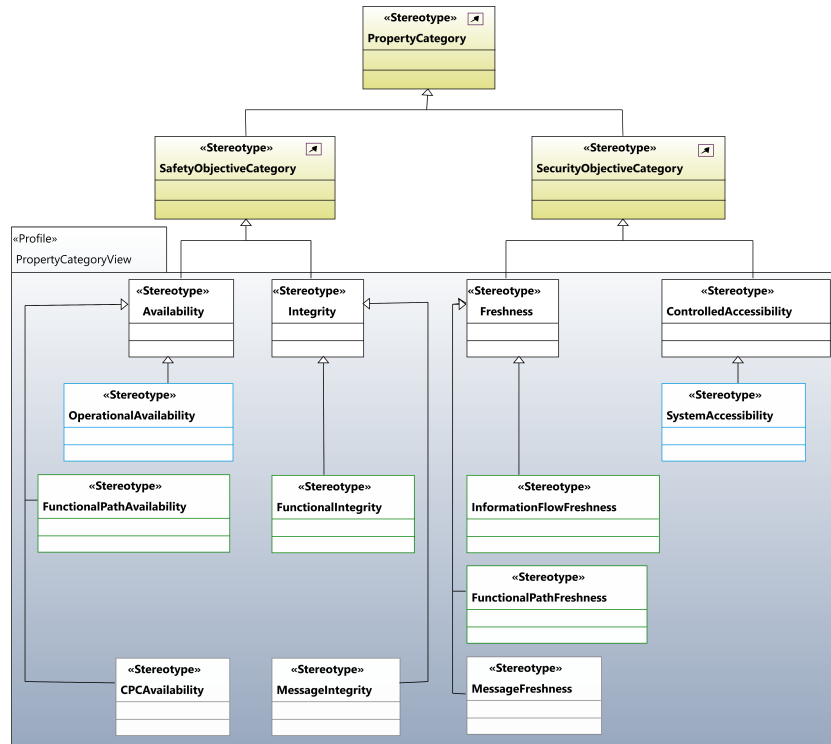 «Stereotype»
PropertyCategory
«Stereotype»
SafetyObjectiveCategory
«Stereotype»
SecurityObjectiveCategory
«Profile»
PropertyCategoryView
«Stereotype»
Availability
«Stereotype»
Integrity
«Stereotype»
Freshness
«Stereotype»
ControlledAccessibility
«Stereotype»
OperationalAvailability
«Stereotype»
SystemAccessibility
«Stereotype»
FunctionalPathAvailability
«Stereotype»
FunctionalIntegrity
«Stereotype»
InformationFlowFreshness
«Stereotype»
FunctionalPathFreshness
«Stereotype»
CPCAvailability
«Stereotype»
MessageIntegrity
«Stereotype»
MessageFreshness